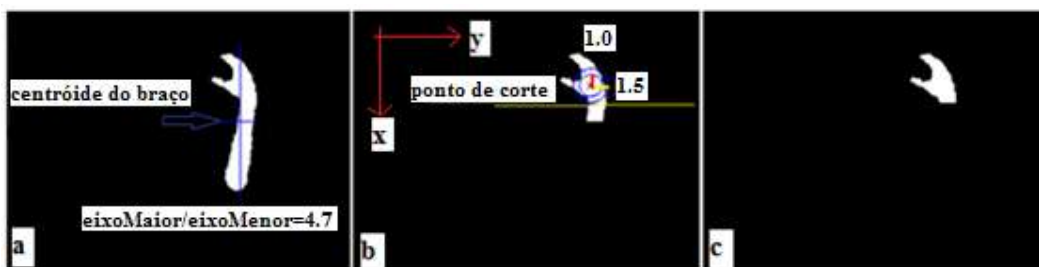 centróide do braço
eixoMaior/eixoMenor=4.7
a
y
1.0
ponto de corte
1.5
x
b
c